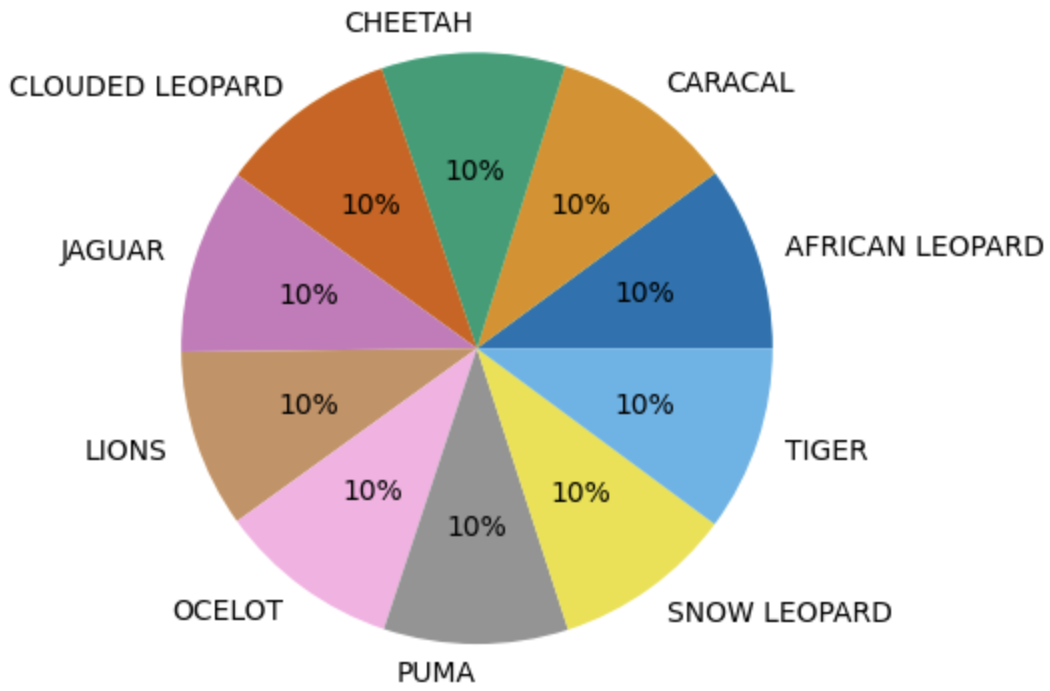 CHEETAH
CLOUDED LEOPARD
CARACAL
10%
10%
10%
JAGUAR
AFRICAN LEOPARD
10%
10%
10%
10%
LIONS
TIGER
10%
10%
10%
OCELOT
SNOW LEOPARD
PUMA